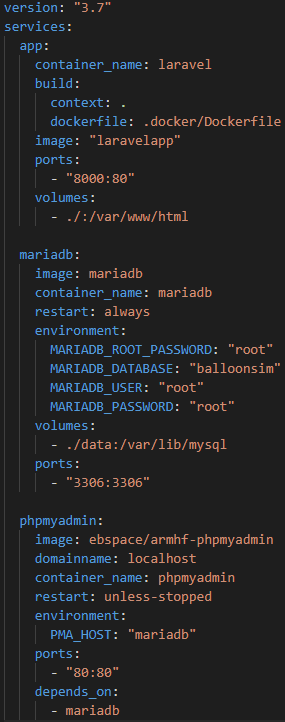 version: "3.7"
services:
  app:
    container_name: laravel
    build:
      context: .
      dockerfile: .docker/Dockerfile
    image: "laravelapp"
    ports:
      - "8000:80"
    volumes:
      - ./:/var/www/html

  mariadb:
    image: mariadb
    container_name: mariadb
    restart: always
    environment:
      MARIADB_ROOT_PASSWORD: "root"
      MARIADB_DATABASE: "balloonsim"
      MARIADB_USER: "root"
      MARIADB_PASSWORD: "root"
    volumes:
      - ./data:/var/lib/mysql
    ports:
      - "3306:3306"

  phpmyadmin:
    image: ebspace/armhf-phpmyadmin
    domainname: localhost
    container_name: phpmyadmin
    restart: unless-stopped
    environment:
      PMA_HOST: "mariadb"
    ports:
      - "80:80"
    depends_on:
      - mariadb